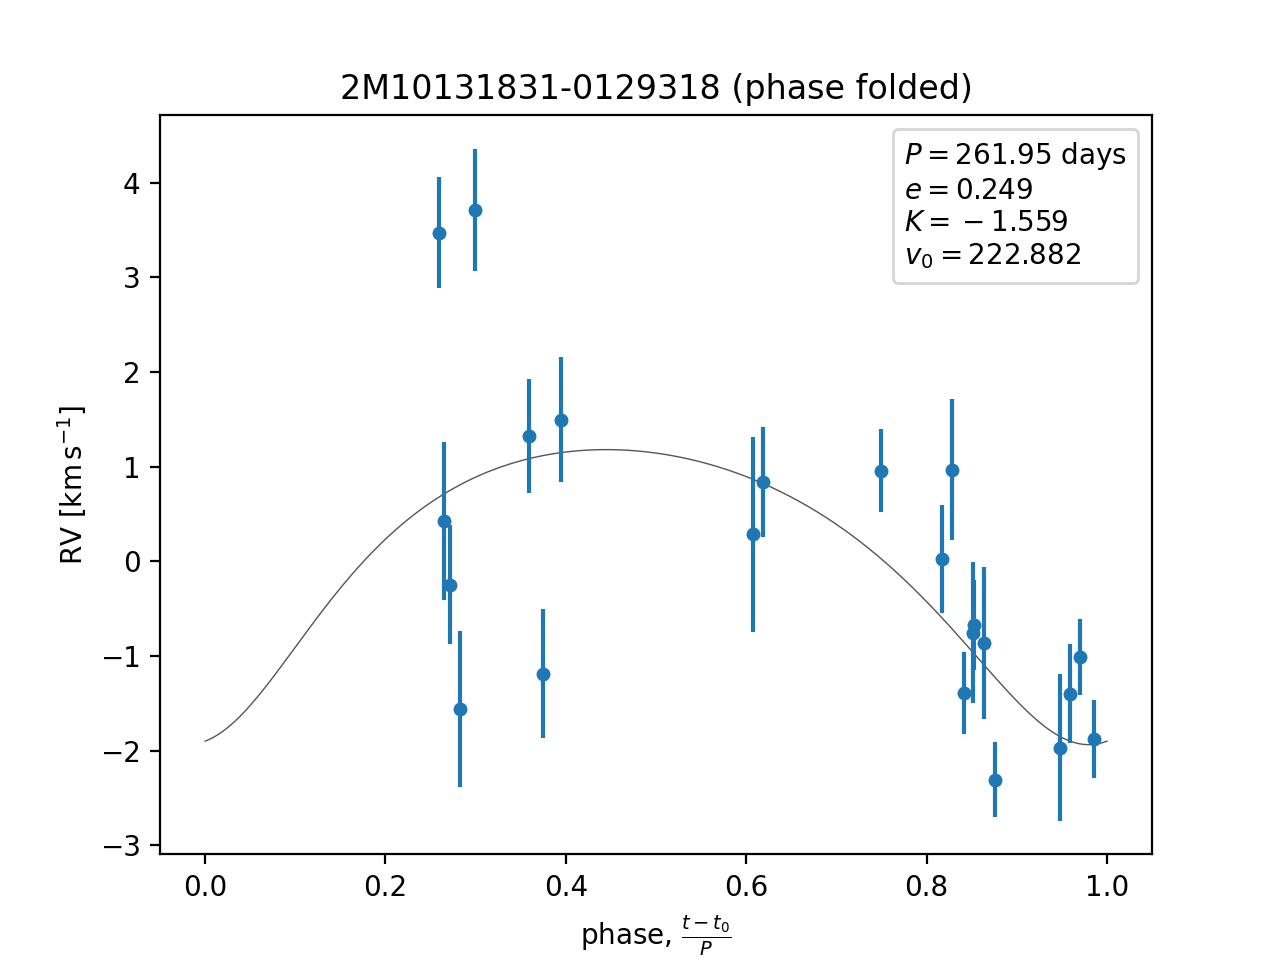 2M10131831-0129318 (phase folded)
P = 261.95 days
e = 0.249
K = −1.559
v₀ = 222.882
4
3
2
1
0
−1
−2
−3
RV [km s⁻¹]
0.0 0.2 0.4 0.6 0.8 1.0
phase, (t − t₀)/P